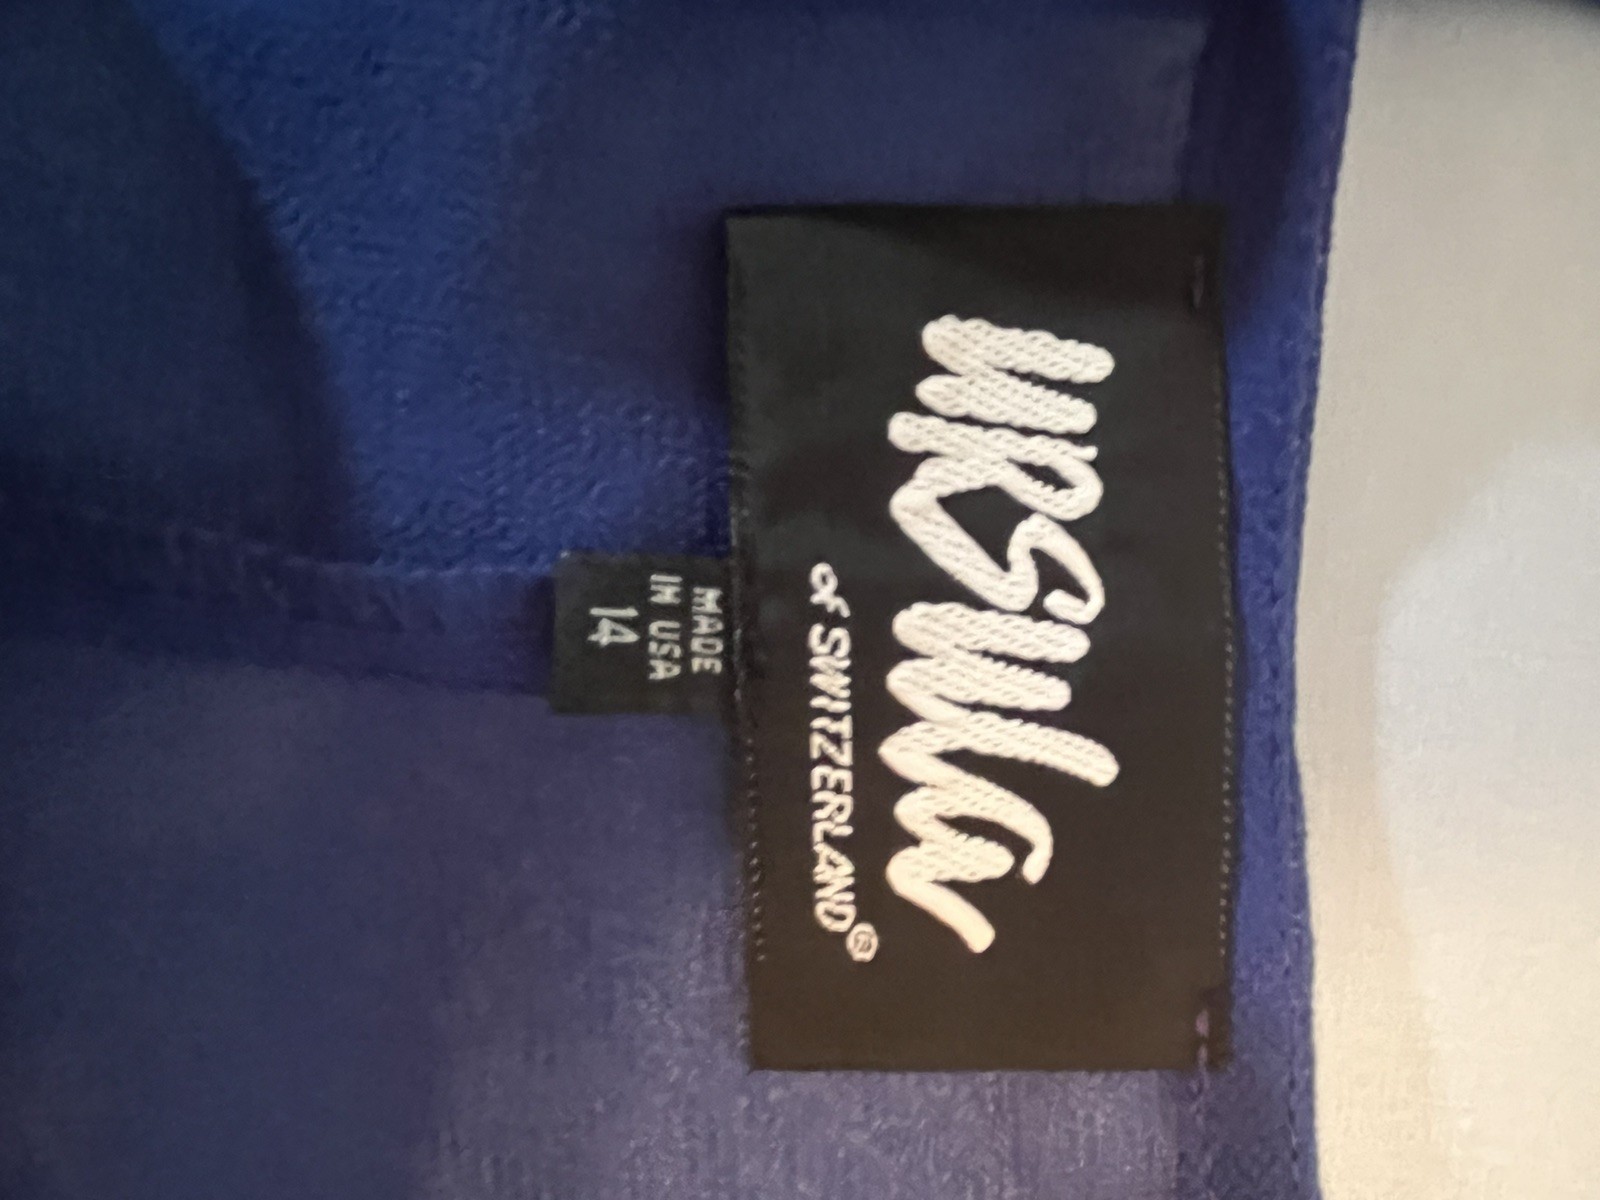 URSULA
OF SWITZERLAND®
MADE
IN USA
14